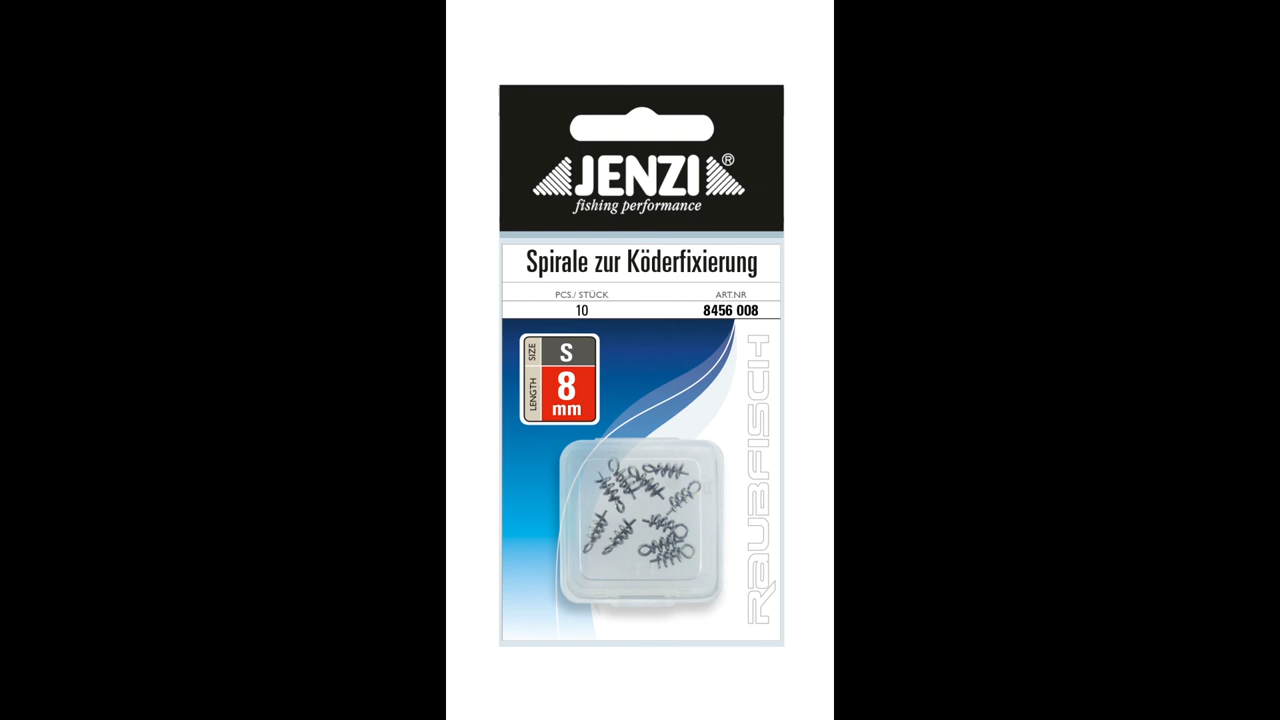 JENZI®
fishing performance
Spirale zur Köderfixierung
PCS./ STÜCK ART.NR
10 8456 008
SIZE S
LENGTH 8 mm
RAUBFISCH